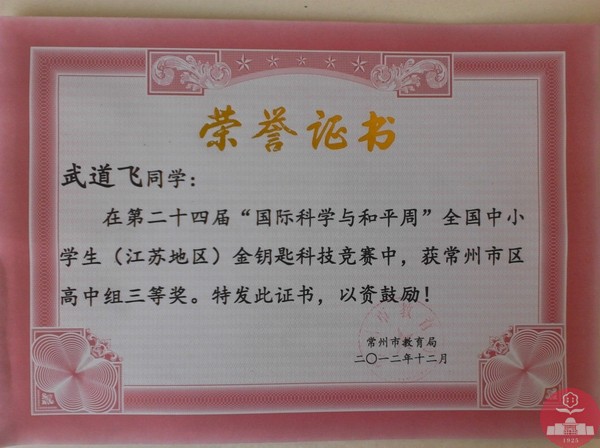 荣誉证书
武道飞同学：
在第二十四届“国际科学与和平周”全国中小
学生（江苏地区）金钥匙科技竞赛中，获常州市区
高中组三等奖。特发此证书，以资鼓励！
常州市教育局
二〇一二年十二月
1925